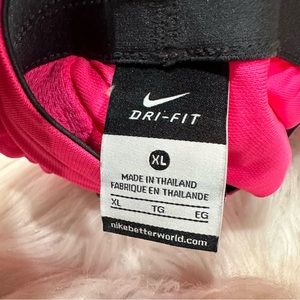 DRI-FIT
XL
MADE IN THAILAND
FABRIQUE EN THAILANDE
XL TG EG
nikebetterworld.com